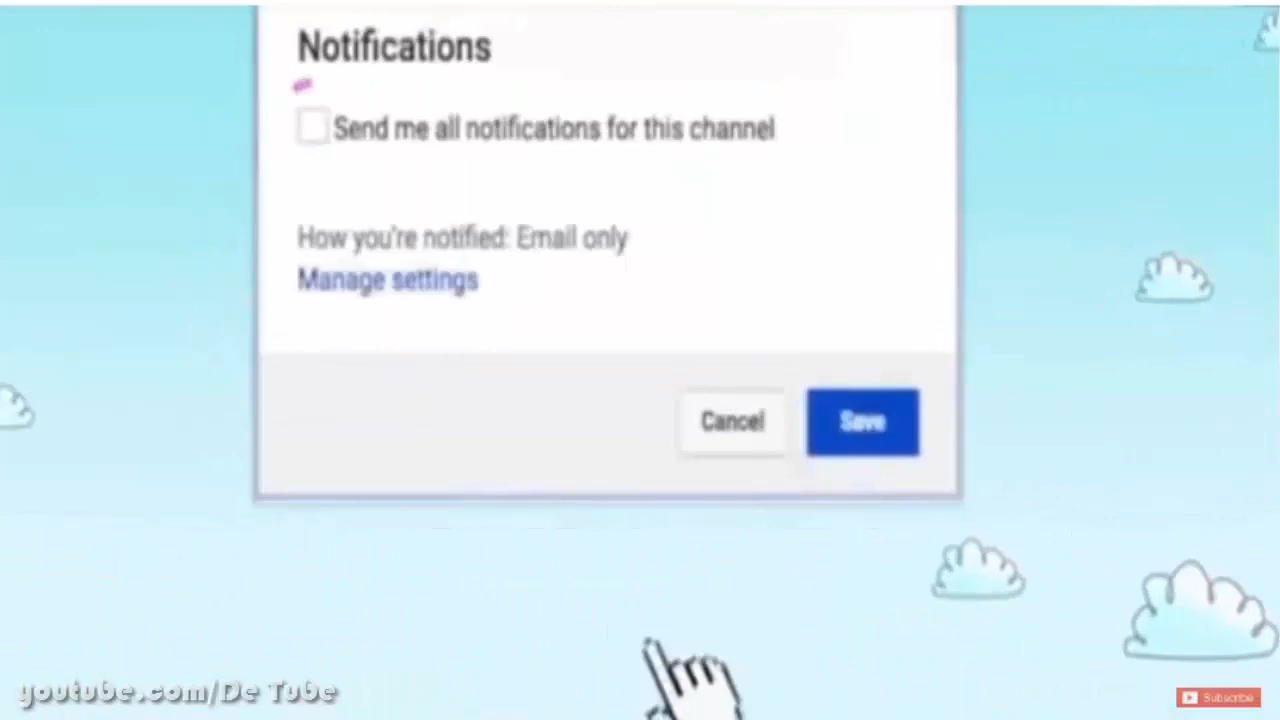 Notifications
Send me all notifications for this channel
How you're notified: Email only
Manage settings
Cancel
Save
youtube.com/De Tube
Subscribe